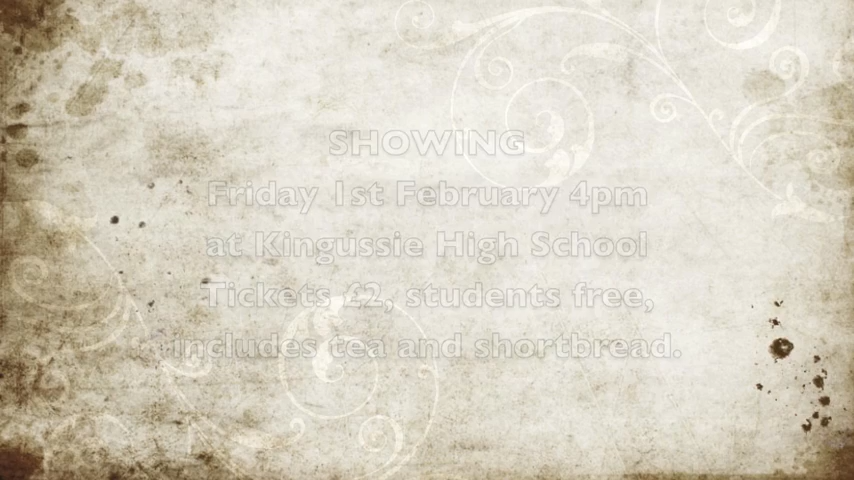 SHOWING
Friday 1st February 4pm
at Kingussie High School
Tickets £2, students free,
includes tea and shortbread.